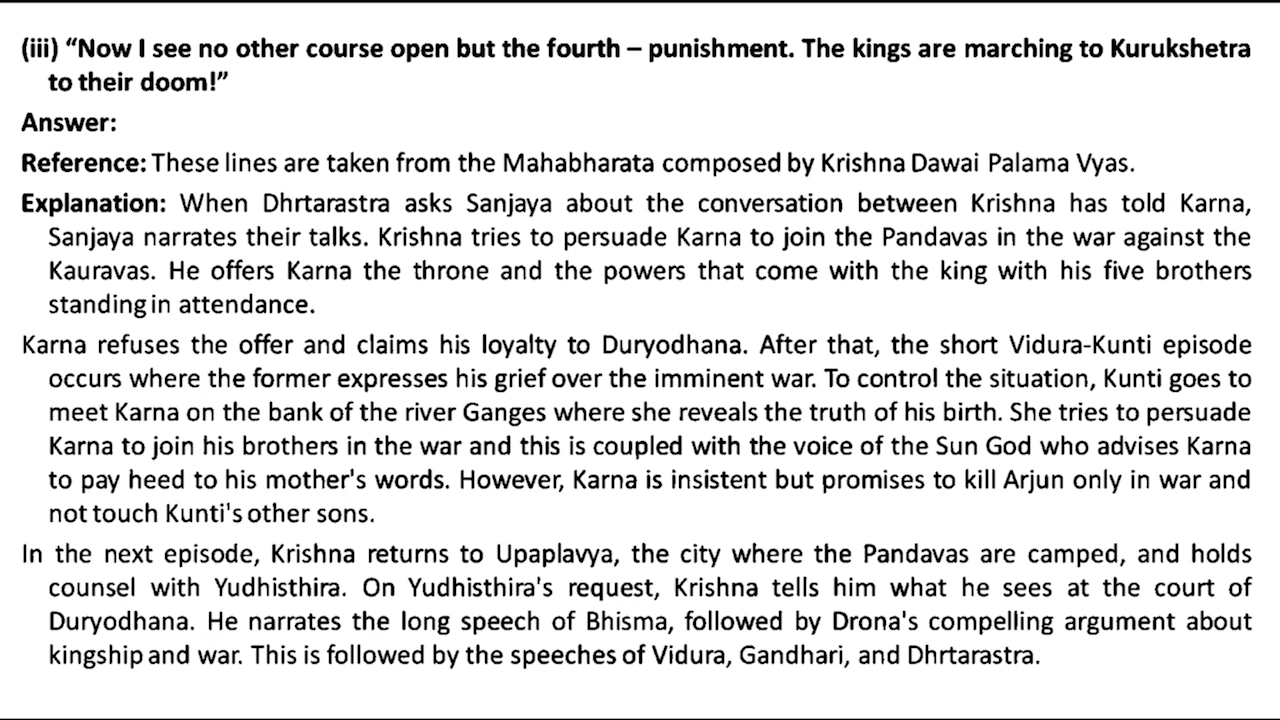 (iii) “Now I see no other course open but the fourth – punishment. The kings are marching to Kurukshetra
to their doom!”
Answer:
Reference: These lines are taken from the Mahabharata composed by Krishna Dawai Palama Vyas.
Explanation: When Dhrtarastra asks Sanjaya about the conversation between Krishna has told Karna,
Sanjaya narrates their talks. Krishna tries to persuade Karna to join the Pandavas in the war against the
Kauravas. He offers Karna the throne and the powers that come with the king with his five brothers
standing in attendance.
Karna refuses the offer and claims his loyalty to Duryodhana. After that, the short Vidura-Kunti episode
occurs where the former expresses his grief over the imminent war. To control the situation, Kunti goes to
meet Karna on the bank of the river Ganges where she reveals the truth of his birth. She tries to persuade
Karna to join his brothers in the war and this is coupled with the voice of the Sun God who advises Karna
to pay heed to his mother's words. However, Karna is insistent but promises to kill Arjun only in war and
not touch Kunti's other sons.
In the next episode, Krishna returns to Upaplavya, the city where the Pandavas are camped, and holds
counsel with Yudhisthira. On Yudhisthira's request, Krishna tells him what he sees at the court of
Duryodhana. He narrates the long speech of Bhisma, followed by Drona's compelling argument about
kingship and war. This is followed by the speeches of Vidura, Gandhari, and Dhrtarastra.